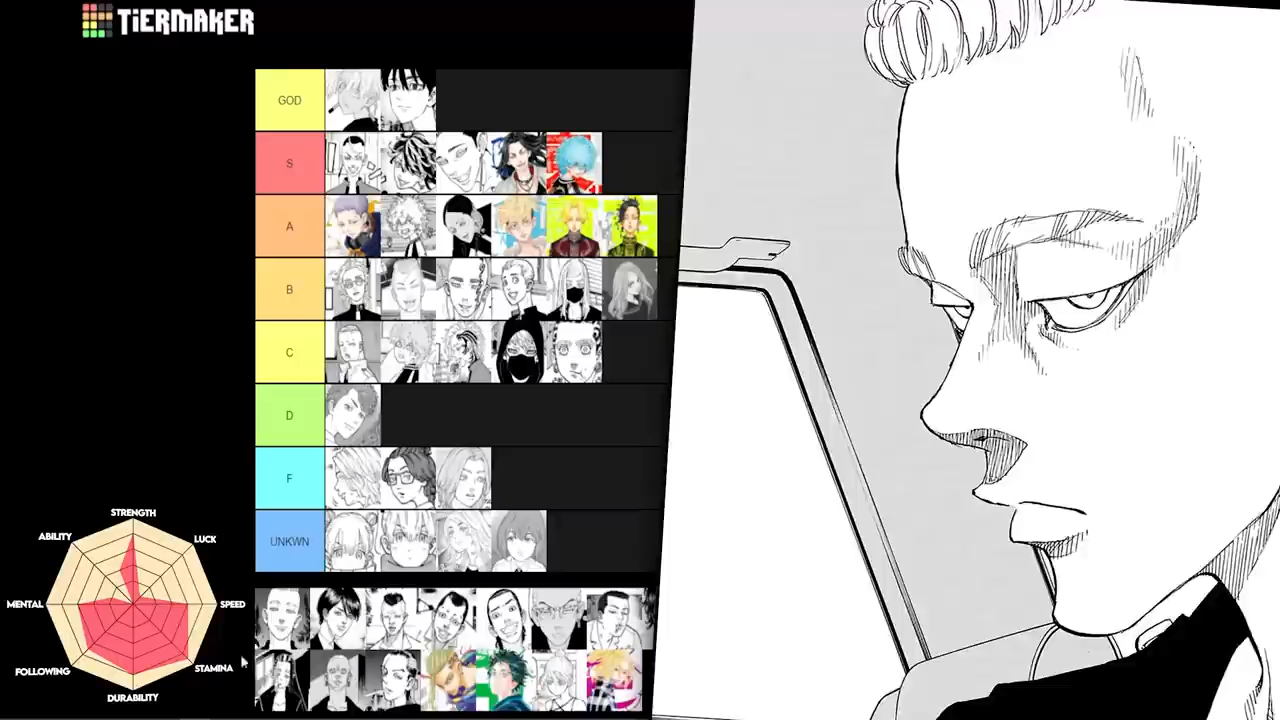 TiERMAKER
GOD
S
A
B
C
D
F
UNKWN
STRENGTH
ABILITY
LUCK
MENTAL
SPEED
FOLLOWING
STAMINA
DURABILITY